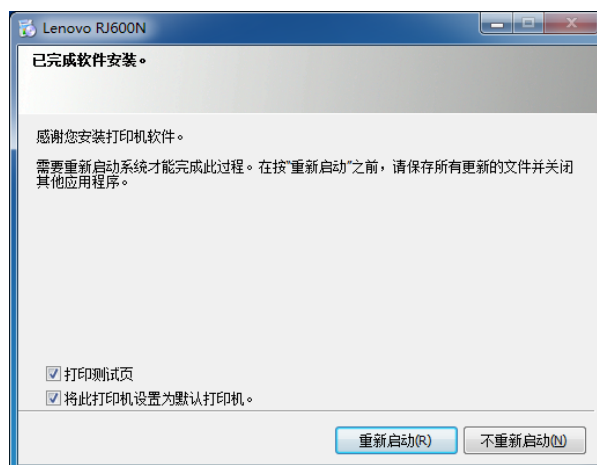 Lenovo RJ600N
已完成软件安装。
感谢您安装打印机软件。
需要重新启动系统才能完成此过程。在按"重新启动"之前，请保存所有更新的文件并关闭
其他应用程序。
打印测试页
将此打印机设置为默认打印机。
重新启动(R) 不重新启动(N)